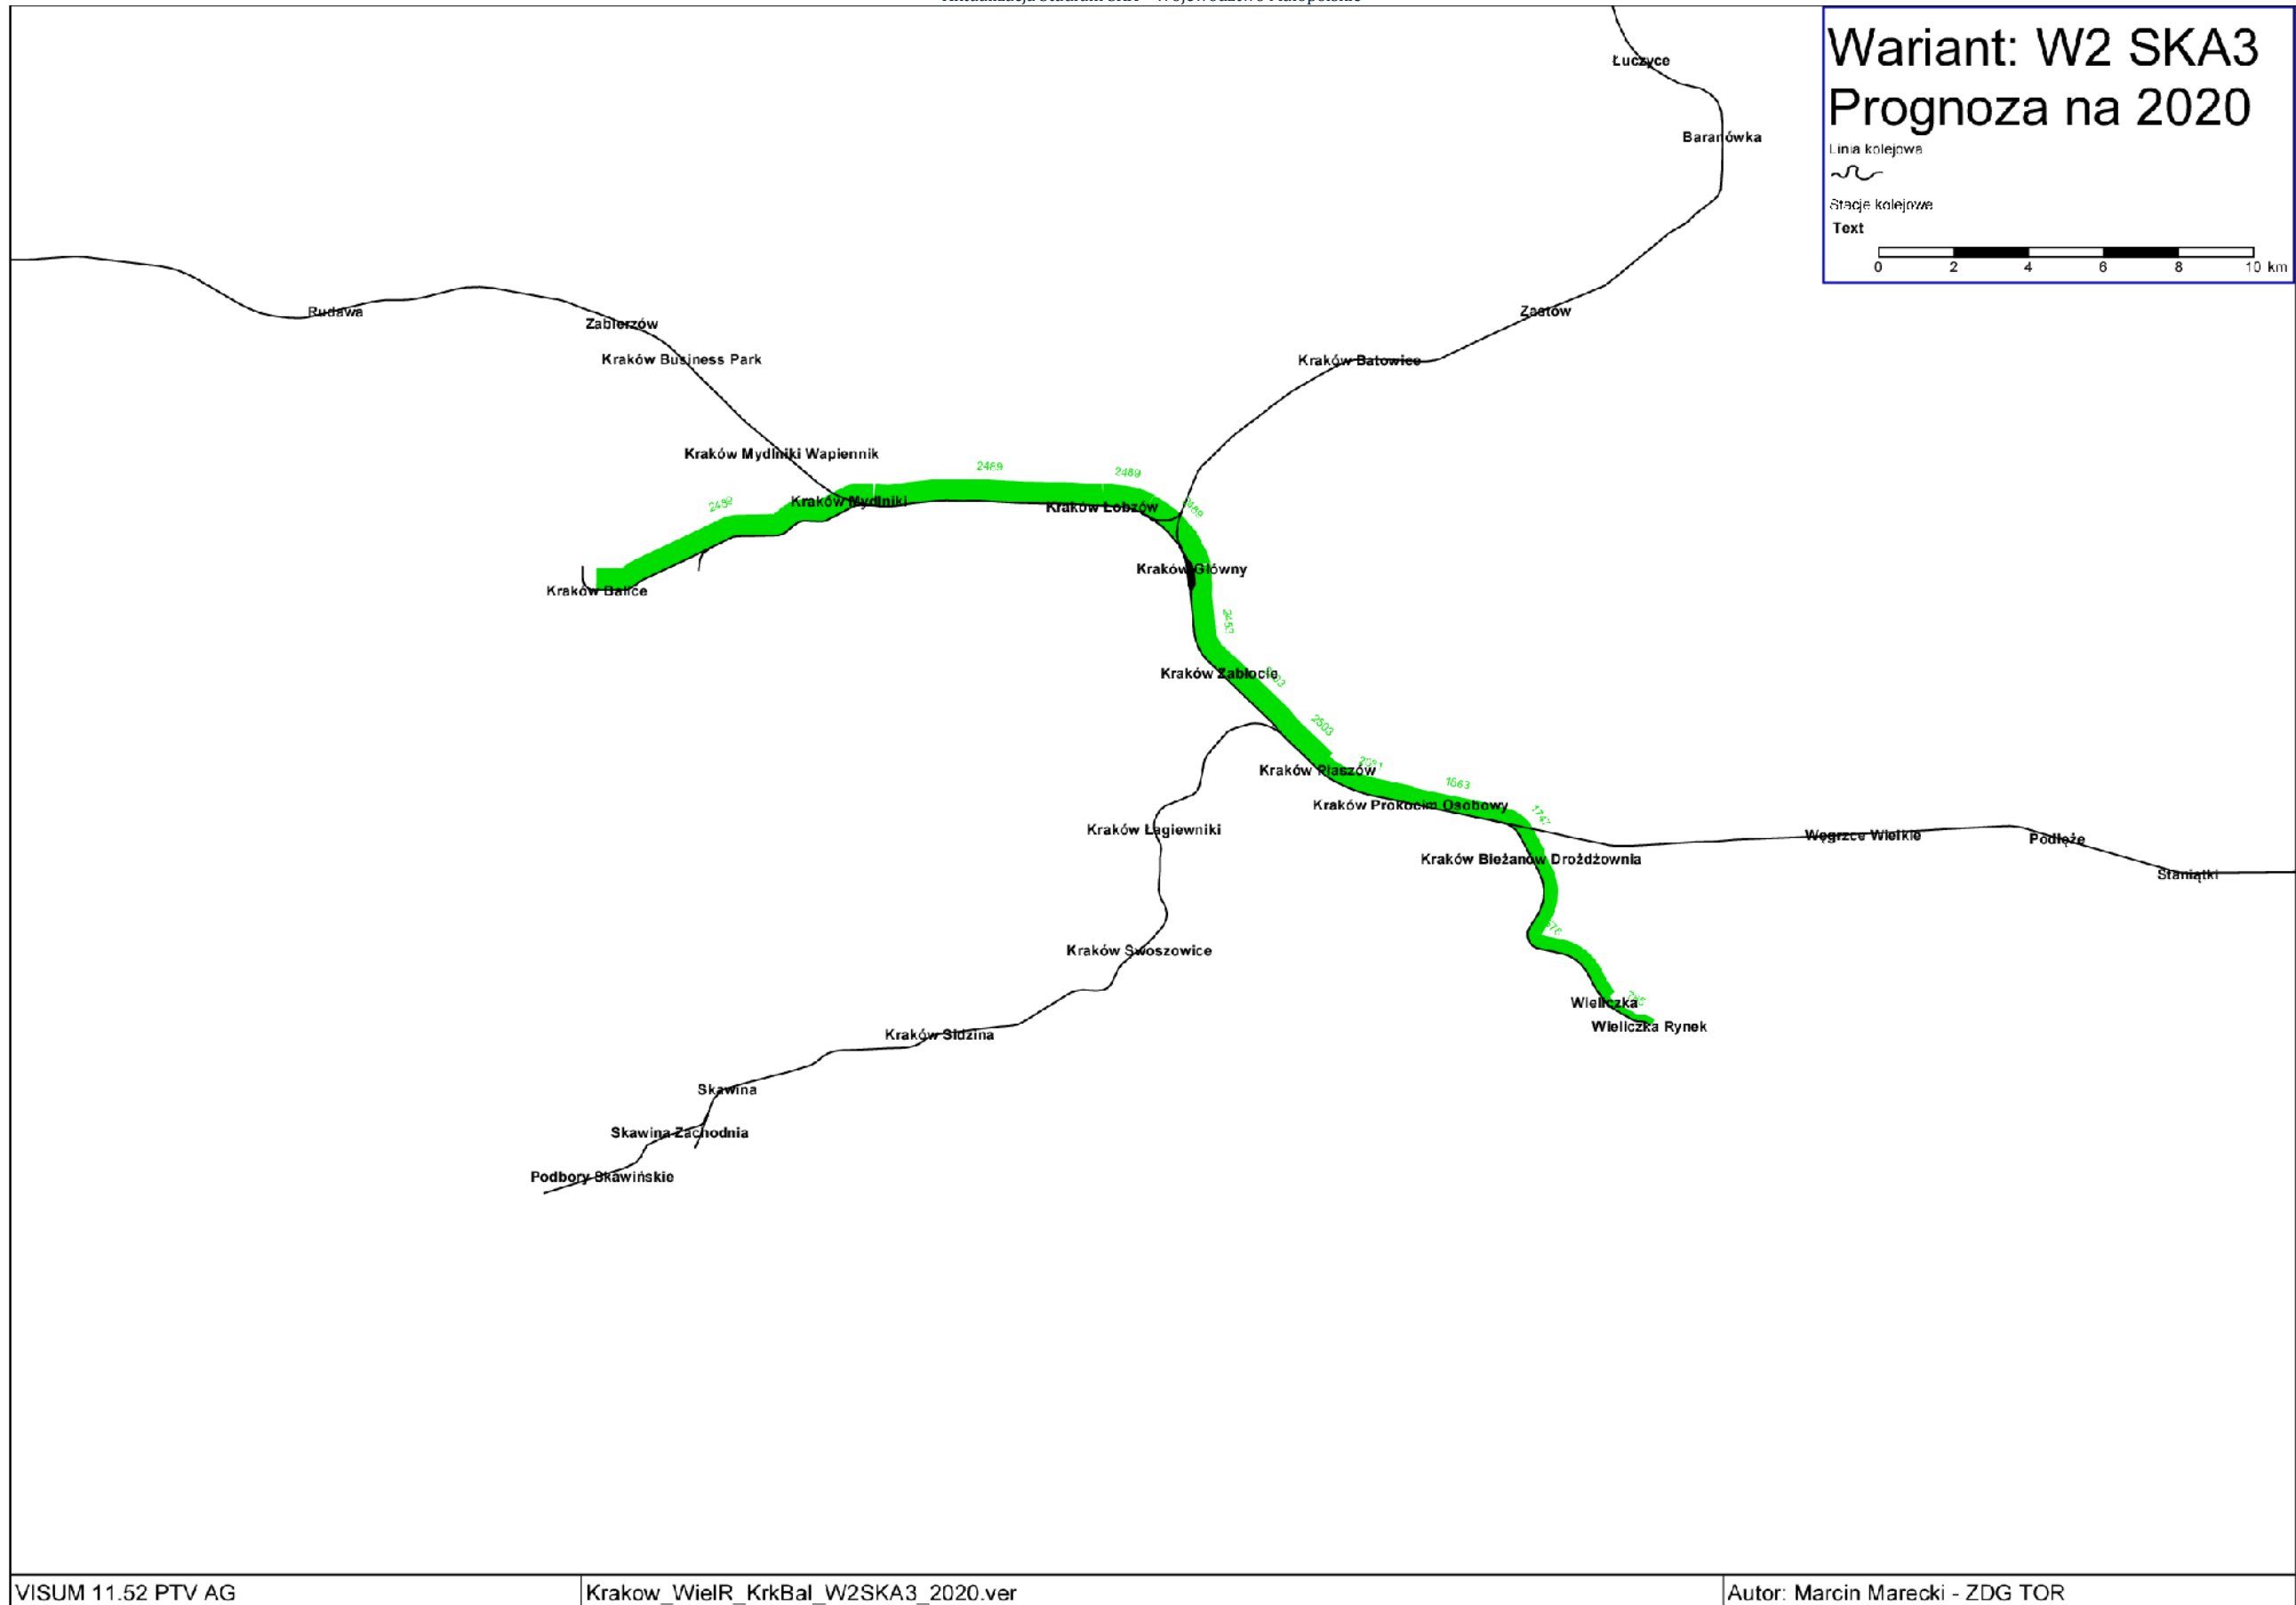 Wariant: W2 SKA3
Prognoza na 2020
Linia kolejowa
Stacje kolejowe
Text
0 2 4 6 8 10 km
Łuczyce
Baranówka
Rudawa
Zabierzów
Zastów
Kraków Business Park
Kraków Batowice
Kraków Mydlniki Wapiennik
2489
2489
2489
Kraków Mydlniki
Kraków Łobzów
2489
Kraków Główny
Kraków Balice
Kraków Zabłocie
2503
Kraków Płaszów
1863
Kraków Prokocim Osobowy
Kraków Łagiewniki
Węgrzce Wielkie
Podłęże
Kraków Bieżanów Drożdżownia
Staniątki
Kraków Swoszowice
Wieliczka
Wieliczka Rynek
Kraków Sidzina
Skawina
Skawina Zachodnia
Podbory Skawińskie
VISUM 11.52 PTV AG
Krakow_WielR_KrkBal_W2SKA3_2020.ver
Autor: Marcin Marecki - ZDG TOR